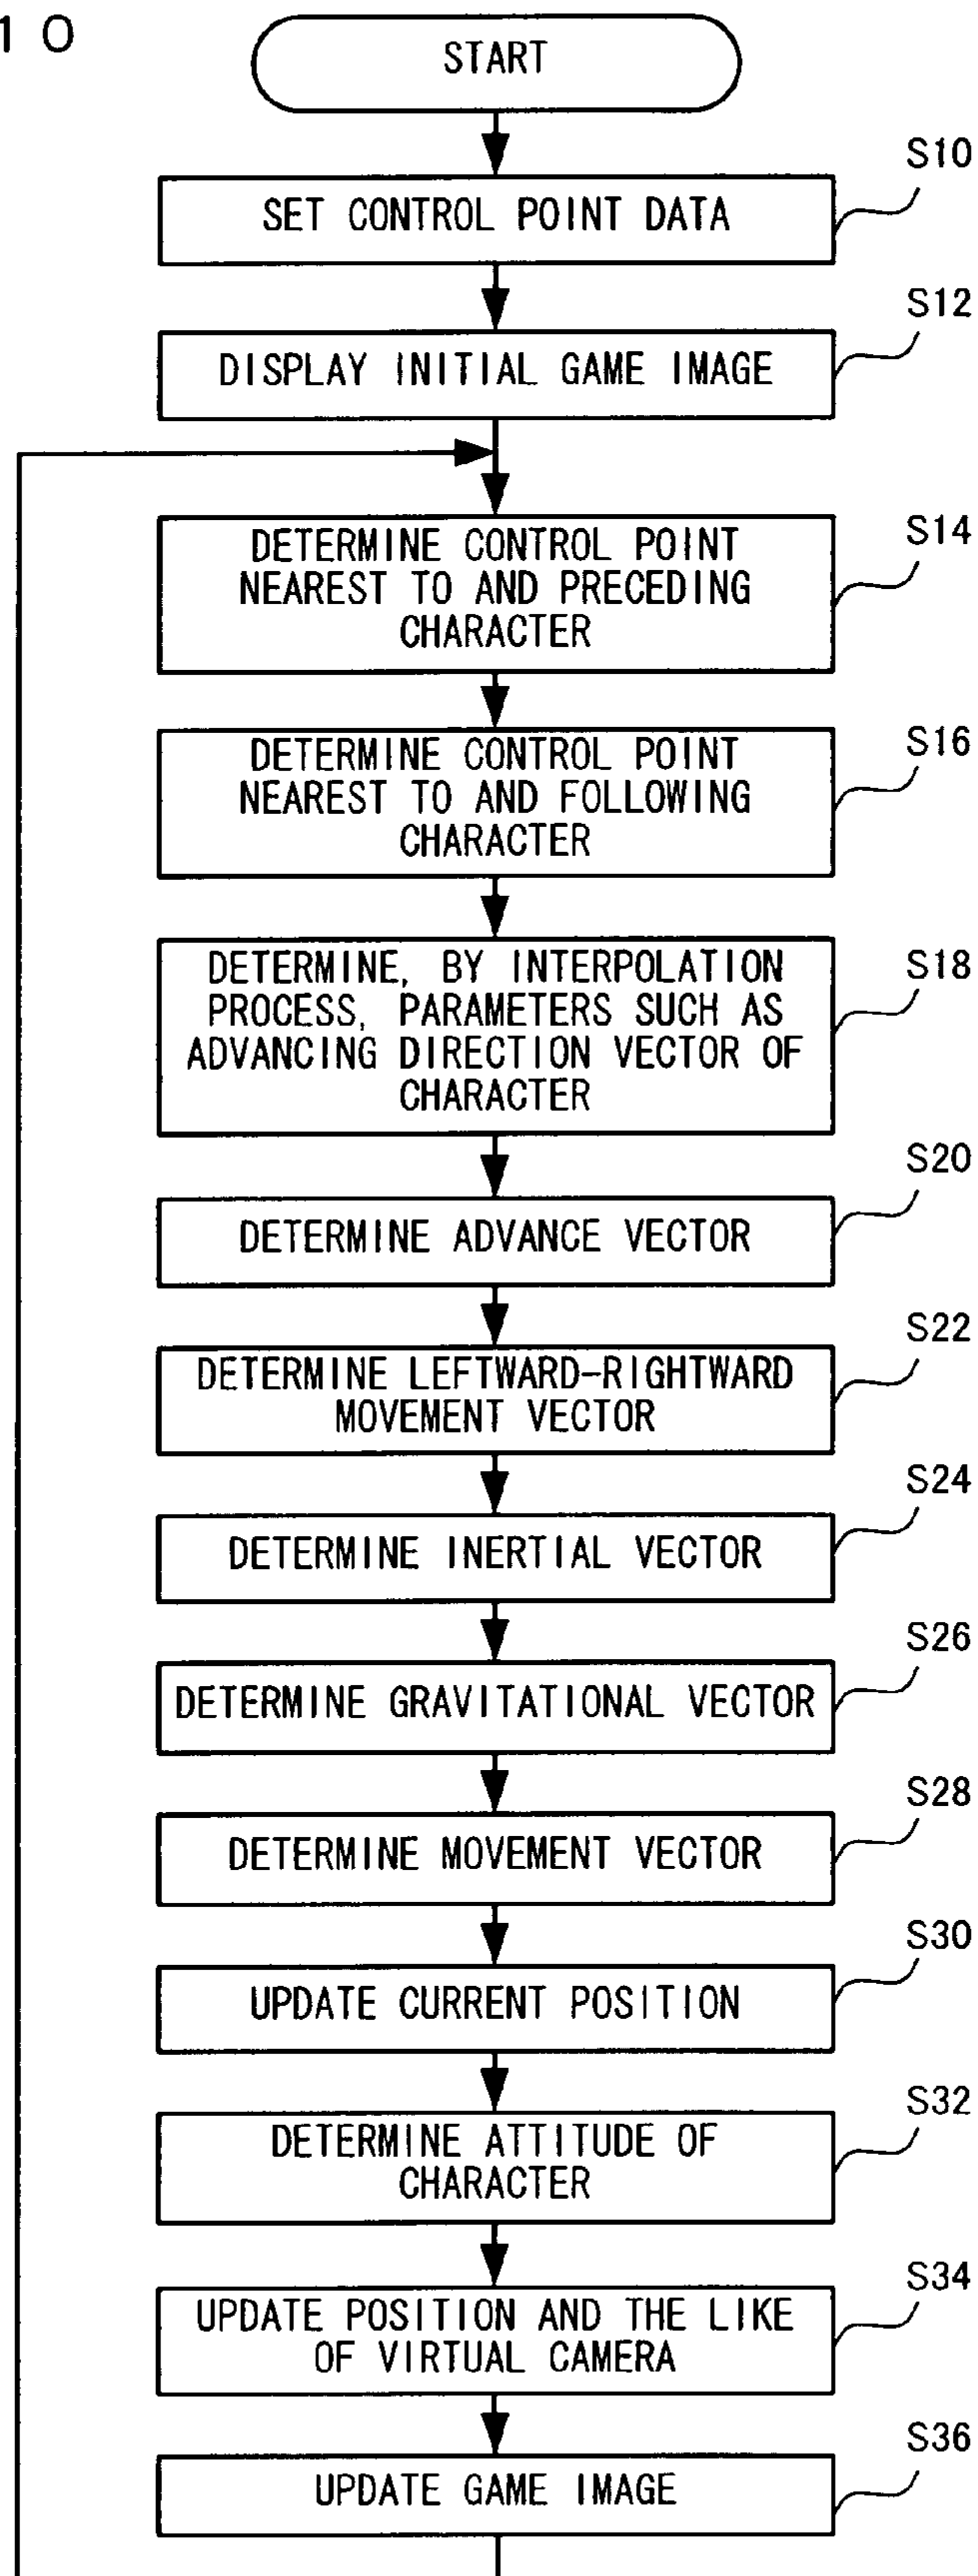 10
START
S10
SET CONTROL POINT DATA
S12
DISPLAY INITIAL GAME IMAGE
S14
DETERMINE CONTROL POINT
NEAREST TO AND PRECEDING
CHARACTER
S16
DETERMINE CONTROL POINT
NEAREST TO AND FOLLOWING
CHARACTER
S18
DETERMINE, BY INTERPOLATION
PROCESS, PARAMETERS SUCH AS
ADVANCING DIRECTION VECTOR OF
CHARACTER
S20
DETERMINE ADVANCE VECTOR
S22
DETERMINE LEFTWARD-RIGHTWARD
MOVEMENT VECTOR
S24
DETERMINE INERTIAL VECTOR
S26
DETERMINE GRAVITATIONAL VECTOR
S28
DETERMINE MOVEMENT VECTOR
S30
UPDATE CURRENT POSITION
S32
DETERMINE ATTITUDE OF
CHARACTER
S34
UPDATE POSITION AND THE LIKE
OF VIRTUAL CAMERA
S36
UPDATE GAME IMAGE